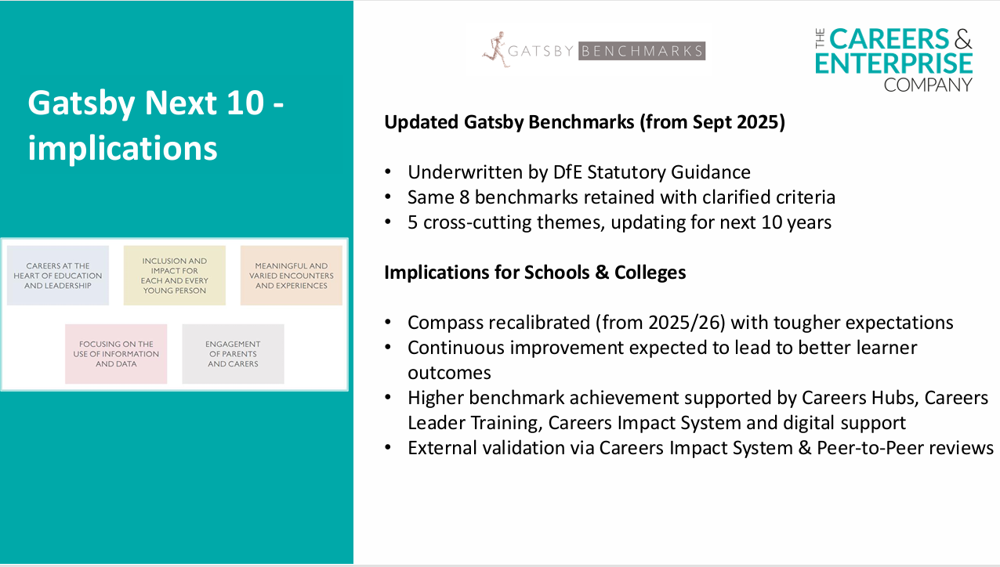 Gatsby Next 10 -
implications
CAREERS AT THE
HEART OF EDUCATION
AND LEADERSHIP
INCLUSION AND
IMPACT FOR
EACH AND EVERY
YOUNG PERSON
MEANINGFUL AND
VARIED ENCOUNTERS
AND EXPERIENCES
FOCUSING ON THE
USE OF INFORMATION
AND DATA
ENGAGEMENT
OF PARENTS
AND CARERS
GATSBY BENCHMARKS
THE CAREERS &
ENTERPRISE
COMPANY
Updated Gatsby Benchmarks (from Sept 2025)
• Underwritten by DfE Statutory Guidance
• Same 8 benchmarks retained with clarified criteria
• 5 cross-cutting themes, updating for next 10 years
Implications for Schools & Colleges
• Compass recalibrated (from 2025/26) with tougher expectations
• Continuous improvement expected to lead to better learner
outcomes
• Higher benchmark achievement supported by Careers Hubs, Careers
Leader Training, Careers Impact System and digital support
• External validation via Careers Impact System & Peer-to-Peer reviews